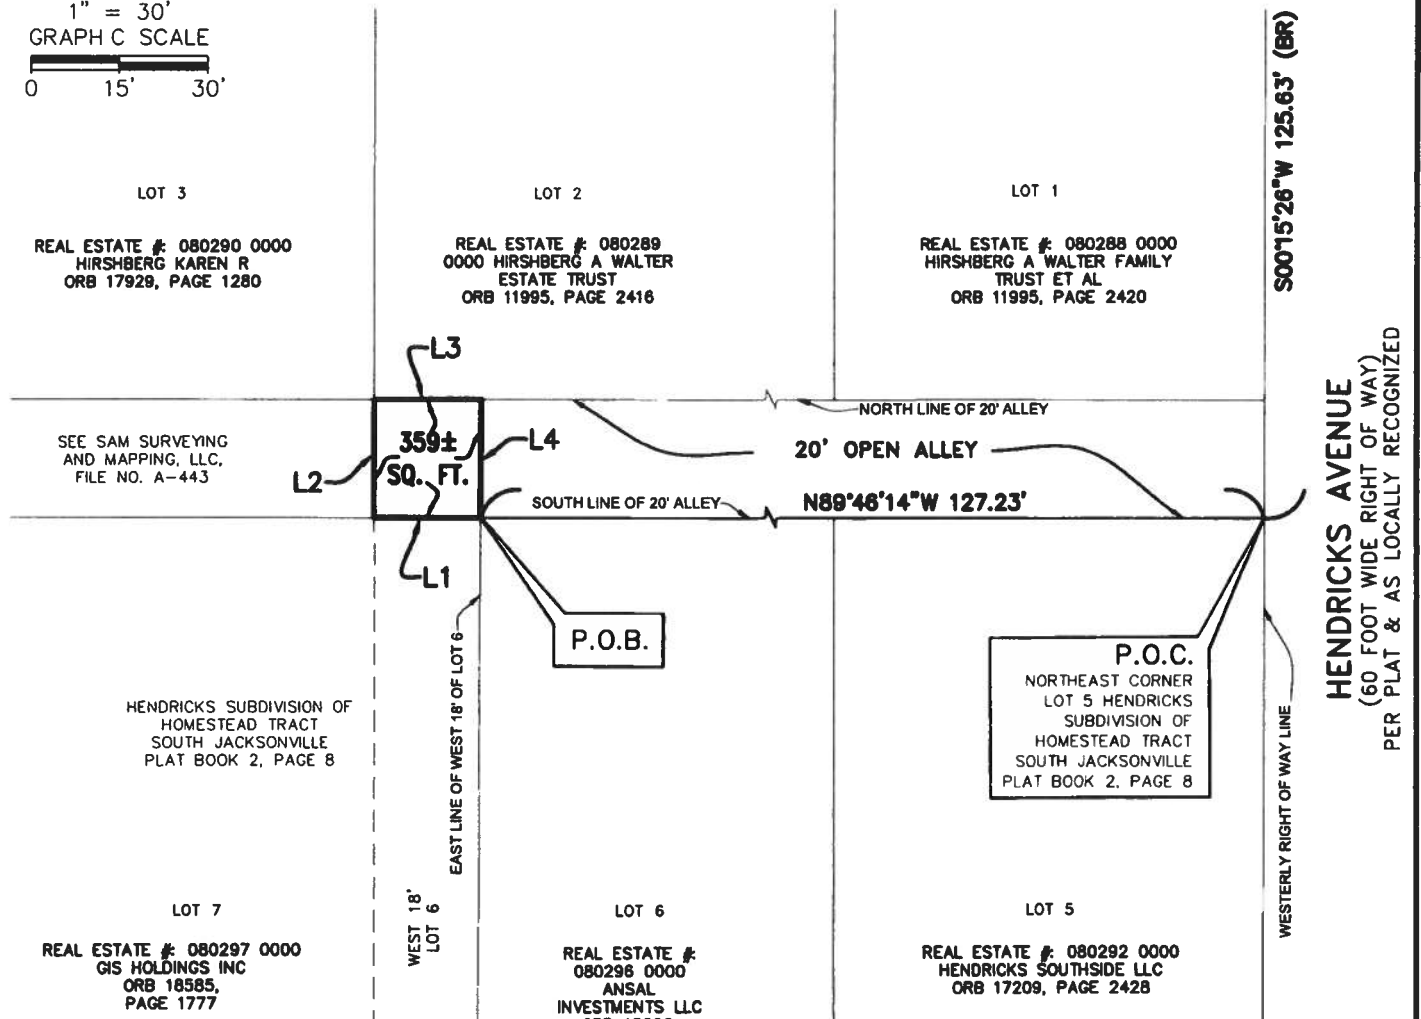 1" = 30'
GRAPH C SCALE
0 15' 30'
S00°15'26"W 125.63' (BR)
LOT 3
REAL ESTATE #: 080290 0000
HIRSHBERG KAREN R
ORB 17929, PAGE 1280
LOT 2
REAL ESTATE #: 080289
0000 HIRSHBERG A WALTER
ESTATE TRUST
ORB 11995, PAGE 2416
LOT 1
REAL ESTATE #: 080288 0000
HIRSHBERG A WALTER FAMILY
TRUST ET AL
ORB 11995, PAGE 2420
L3
NORTH LINE OF 20' ALLEY
SEE SAM SURVEYING
AND MAPPING, LLC,
FILE NO. A-443
L2
359±
SQ. FT.
L4
20' OPEN ALLEY
SOUTH LINE OF 20' ALLEY
N89°46'14"W 127.23'
L1
P.O.B.
P.O.C.
NORTHEAST CORNER
LOT 5 HENDRICKS
SUBDIVISION OF
HOMESTEAD TRACT
SOUTH JACKSONVILLE
PLAT BOOK 2, PAGE 8
HENDRICKS AVENUE
(60 FOOT WIDE RIGHT OF WAY)
PER PLAT & AS LOCALLY RECOGNIZED
WESTERLY RIGHT OF WAY LINE
EAST LINE OF WEST 18' OF LOT 6
HENDRICKS SUBDIVISION OF
HOMESTEAD TRACT
SOUTH JACKSONVILLE
PLAT BOOK 2, PAGE 8
WEST 18'
LOT 6
LOT 7
REAL ESTATE #: 080297 0000
GIS HOLDINGS INC
ORB 18585,
PAGE 1777
LOT 6
REAL ESTATE #:
080296 0000
ANSAL
INVESTMENTS LLC
LOT 5
REAL ESTATE #: 080292 0000
HENDRICKS SOUTHSIDE LLC
ORB 17209, PAGE 2428